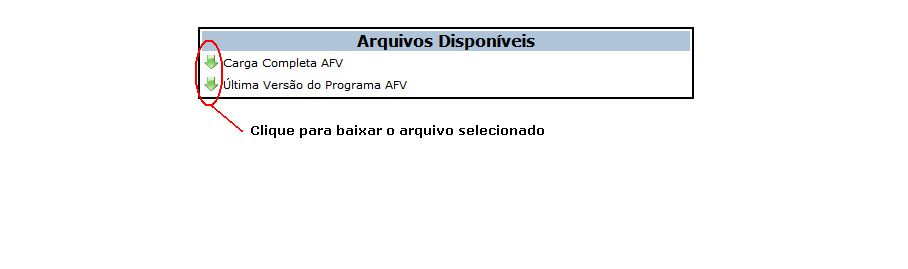 Arquivos Disponíveis
Carga Completa AFV
Última Versão do Programa AFV
Clique para baixar o arquivo selecionado